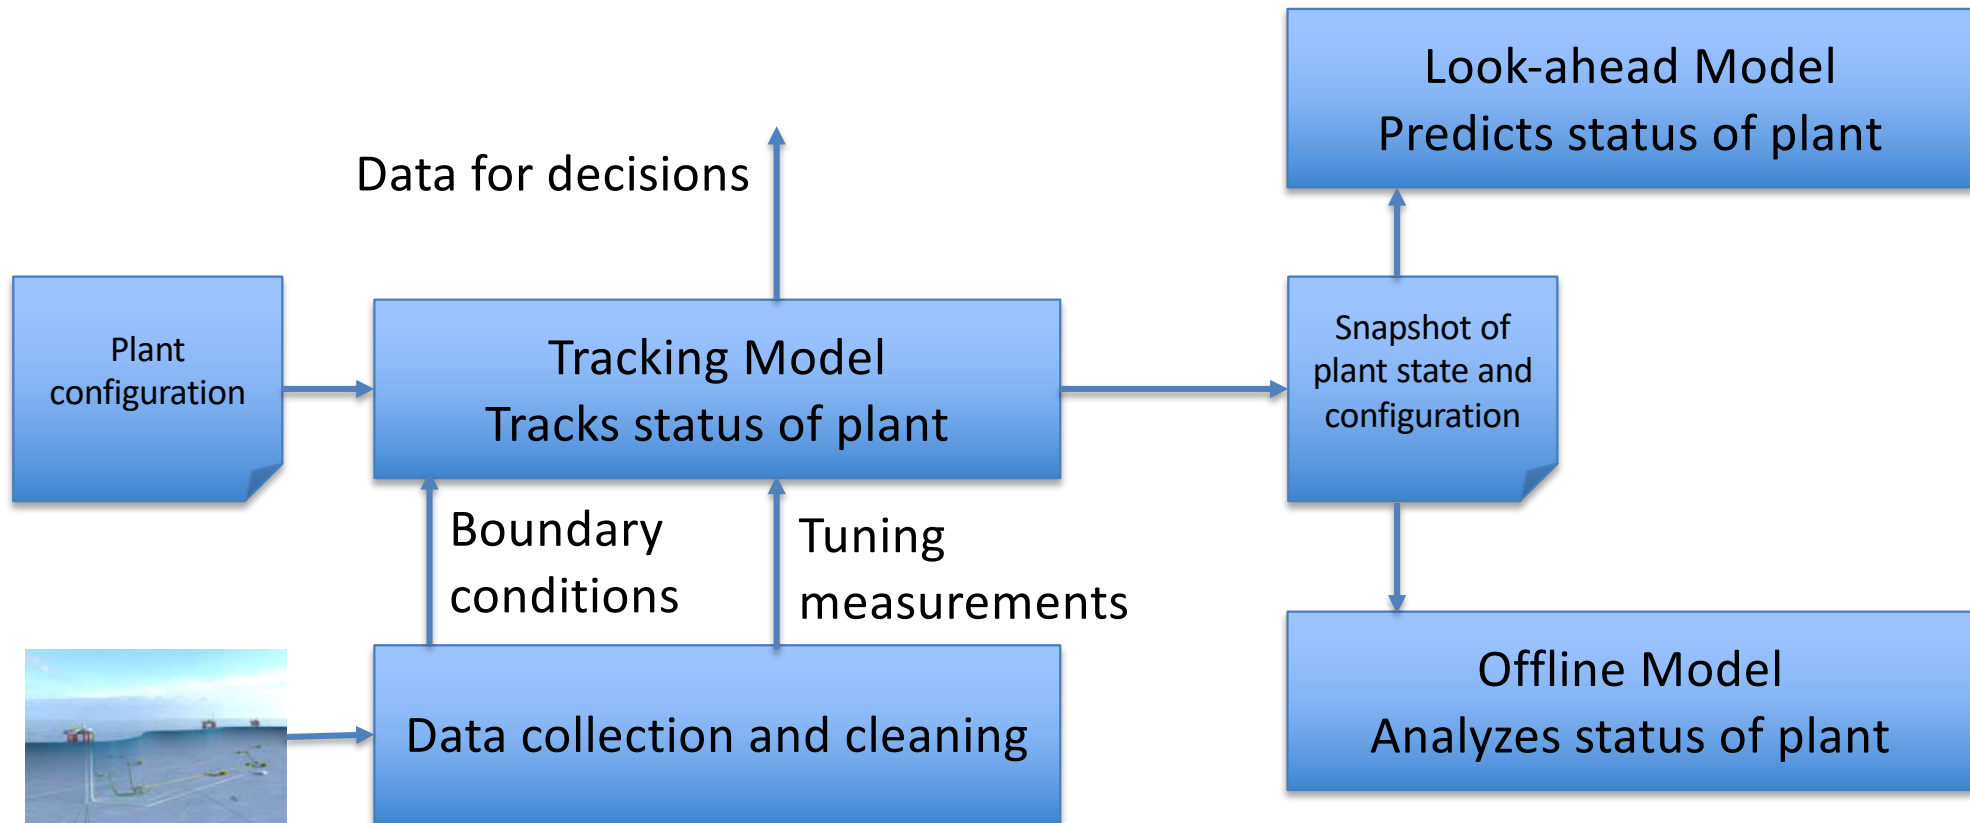 Look-ahead Model
Predicts status of plant
Data for decisions
Plant
configuration
Tracking Model
Tracks status of plant
Snapshot of
plant state and
configuration
Boundary
conditions
Tuning
measurements
Data collection and cleaning
Offline Model
Analyzes status of plant